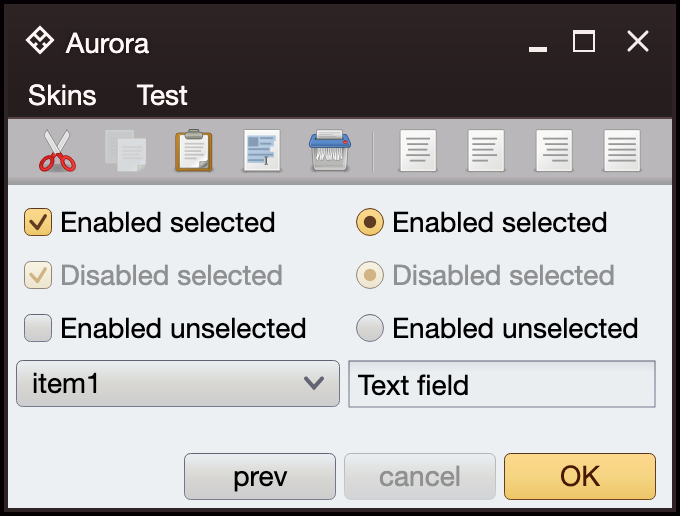 Aurora
Skins Test
Enabled selected Enabled selected
Disabled selected Disabled selected
Enabled unselected Enabled unselected
item1 Text field
prev cancel OK